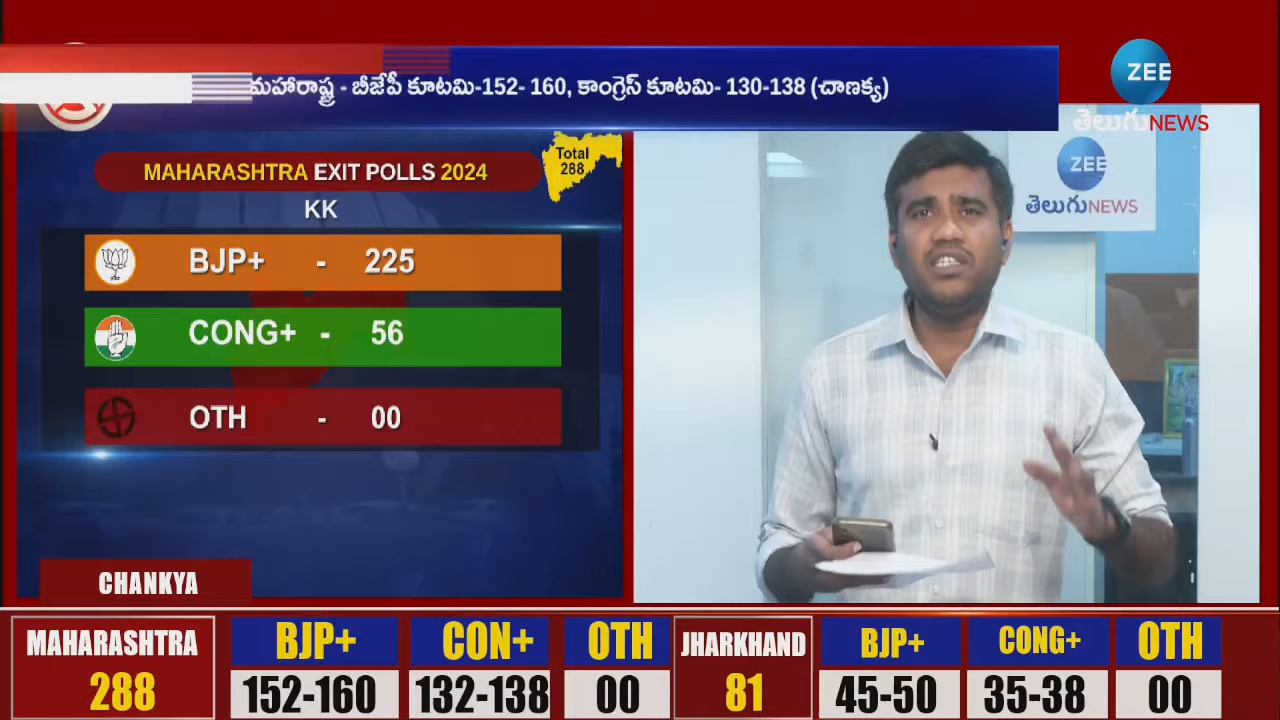 మహారాష్ట్ర - బీజేపీ కూటమి-152- 160, కాంగ్రెస్ కూటమి- 130-138 (చాణక్య)
ZEE
తెలుగు NEWS
ZEE
తెలుగు NEWS
MAHARASHTRA EXIT POLLS 2024
Total
288
KK
BJP+ - 225
CONG+ - 56
OTH - 00
CHANKYA
MAHARASHTRA BJP+ CON+ OTH JHARKHAND BJP+ CONG+ OTH
288 152-160 132-138 00 81 45-50 35-38 00